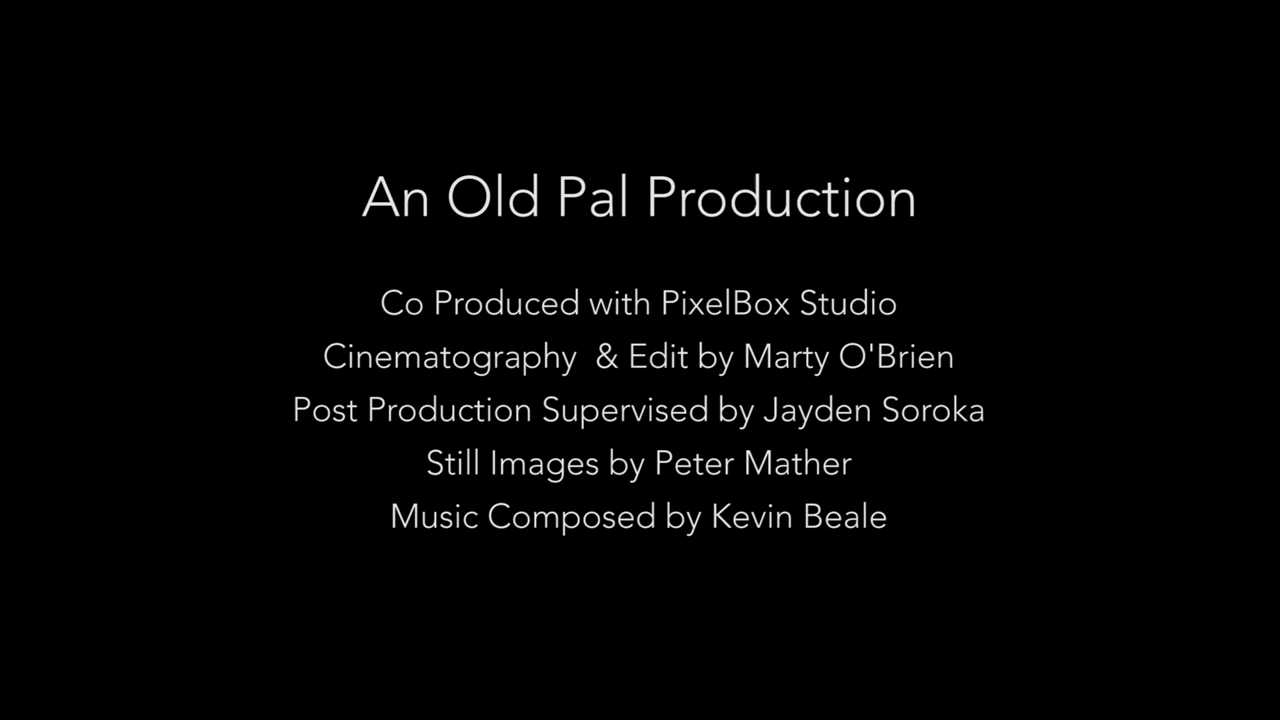 An Old Pal Production
Co Produced with PixelBox Studio
Cinematography  & Edit by Marty O'Brien
Post Production Supervised by Jayden Soroka
Still Images by Peter Mather
Music Composed by Kevin Beale